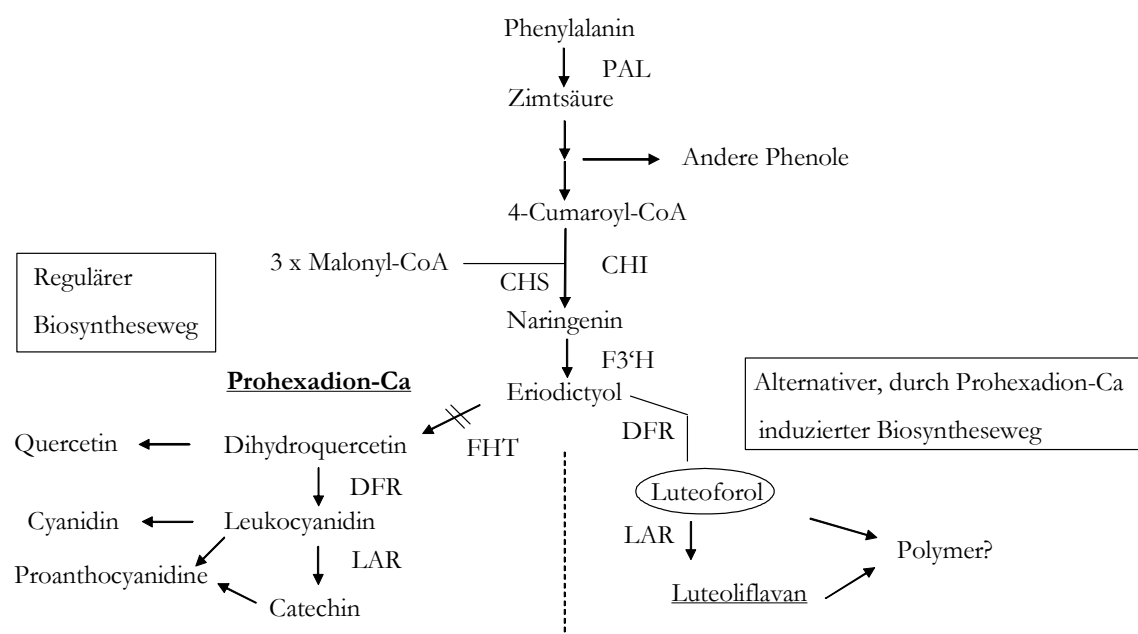 Phenylalanin
PAL
Zimtsäure
Andere Phenole
4-Cumaroyl-CoA
3 x Malonyl-CoA
CHS
CHI
Regulärer
Biosyntheseweg
Naringenin
F3‘H
Prohexadion-Ca
Eriodictyol
Alternativer, durch Prohexadion-Ca
induzierter Biosyntheseweg
Quercetin
Dihydroquercetin
FHT
DFR
DFR
Luteoforol
Cyanidin
Leukocyanidin
LAR
LAR
Polymer?
Proanthocyanidine
Catechin
Luteoliflavan